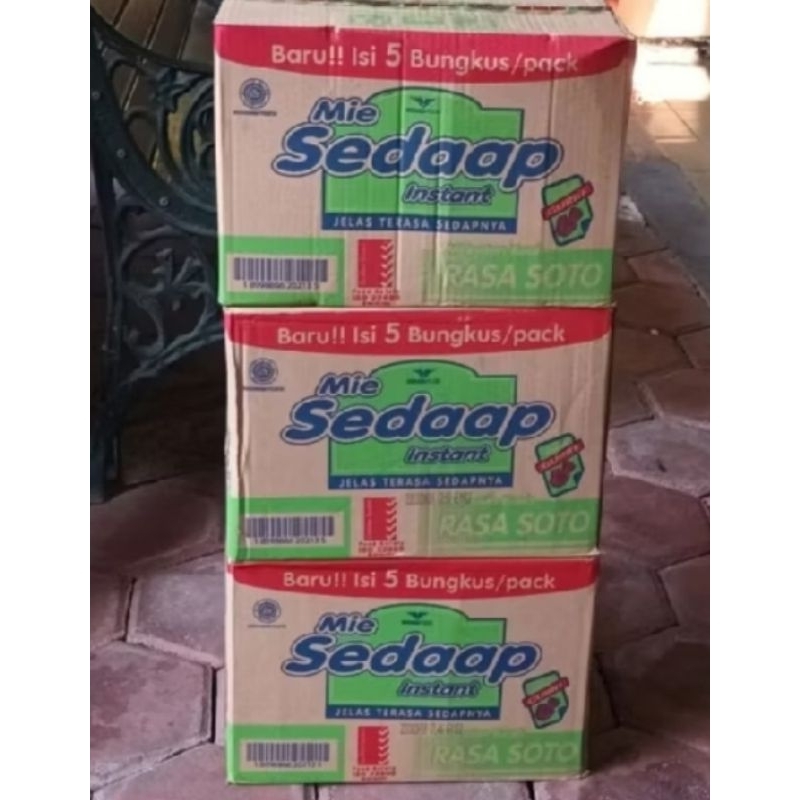 Baru!! Isi 5 Bungkus/pack
Mie
Sedaap
instant
JELAS TERASA SEDAPNYA
RASA SOTO
Baru!! Isi 5 Bungkus/pack
Mie
Sedaap
instant
JELAS TERASA SEDAPNYA
RASA SOTO
Baru!! Isi 5 Bungkus/pack
Mie
Sedaap
instant
JELAS TERASA SEDAPNYA
RASA SOTO